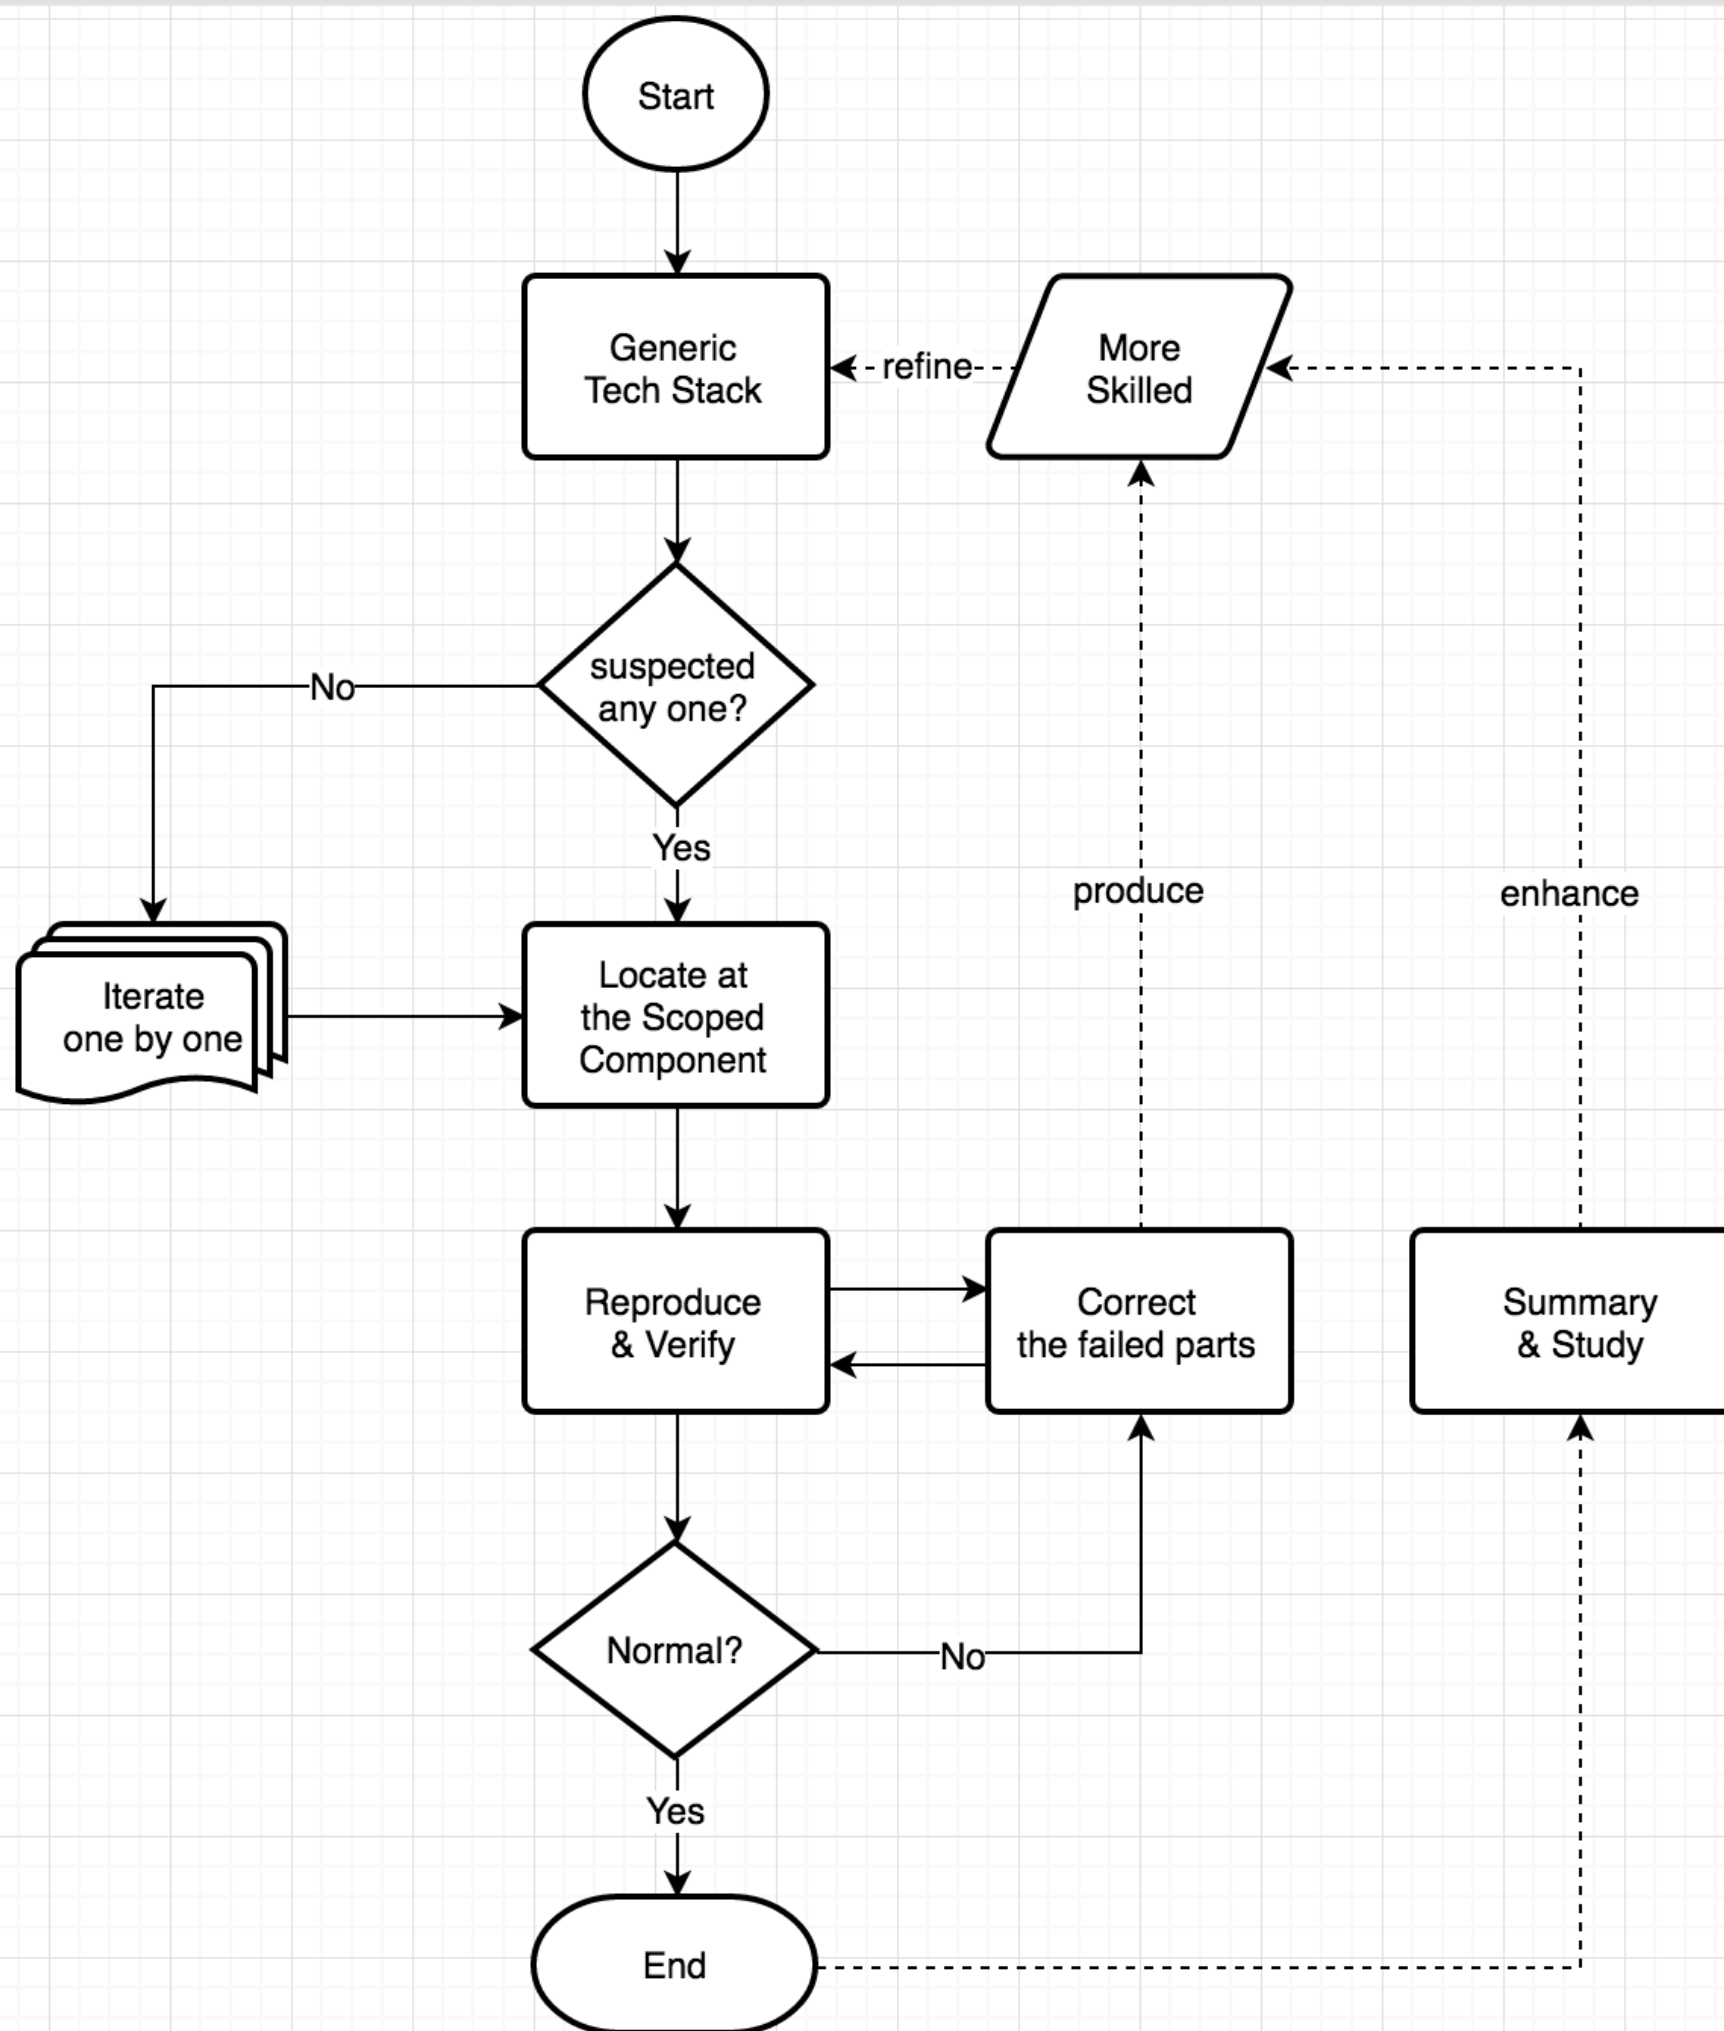 Start
Generic
Tech Stack
refine
More
Skilled
suspected
any one?
No
Yes
produce
enhance
Iterate
one by one
Locate at
the Scoped
Component
Reproduce
& Verify
Correct
the failed parts
Summary
& Study
Normal?
No
Yes
End